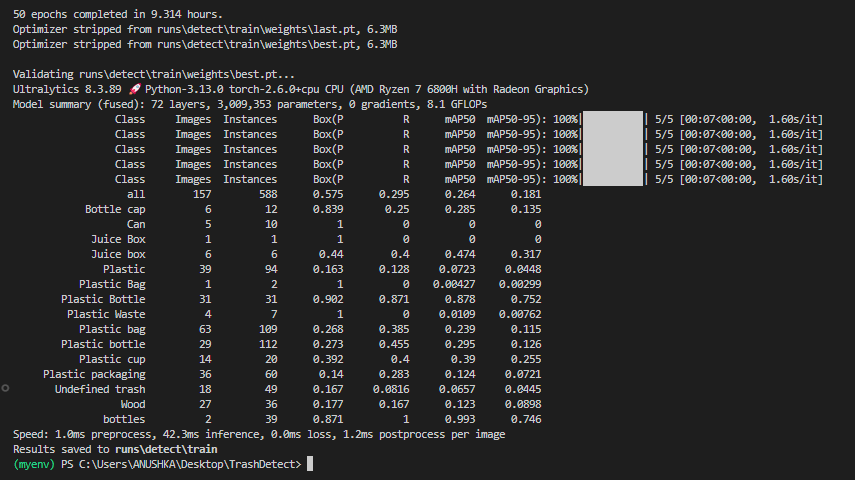 50 epochs completed in 9.314 hours.
Optimizer stripped from runs\detect\train\weights\last.pt, 6.3MB
Optimizer stripped from runs\detect\train\weights\best.pt, 6.3MB
Validating runs\detect\train\weights\best.pt...
Ultralytics 8.3.89 🚀 Python-3.13.0 torch-2.6.0+cpu CPU (AMD Ryzen 7 6800H with Radeon Graphics)
Model summary (fused): 72 layers, 3,009,353 parameters, 0 gradients, 8.1 GFLOPs
Class Images Instances Box(P R mAP50 mAP50-95): 100%| | 5/5 [00:07<00:00, 1.60s/it]
Class Images Instances Box(P R mAP50 mAP50-95): 100%| | 5/5 [00:07<00:00, 1.60s/it]
Class Images Instances Box(P R mAP50 mAP50-95): 100%| | 5/5 [00:07<00:00, 1.60s/it]
Class Images Instances Box(P R mAP50 mAP50-95): 100%| | 5/5 [00:07<00:00, 1.60s/it]
Class Images Instances Box(P R mAP50 mAP50-95): 100%| | 5/5 [00:07<00:00, 1.60s/it]
all 157 588 0.575 0.295 0.264 0.181
Bottle cap 6 12 0.839 0.25 0.285 0.135
Can 5 10 1 0 0 0
Juice Box 1 1 1 0 0 0
Juice box 6 6 0.44 0.4 0.474 0.317
Plastic 39 94 0.163 0.128 0.0723 0.0448
Plastic Bag 1 2 1 0 0.00427 0.00299
Plastic Bottle 31 31 0.902 0.871 0.878 0.752
Plastic Waste 4 7 1 0 0.0109 0.00762
Plastic bag 63 109 0.268 0.385 0.239 0.115
Plastic bottle 29 112 0.273 0.455 0.295 0.126
Plastic cup 14 20 0.392 0.4 0.39 0.255
Plastic packaging 36 60 0.14 0.283 0.124 0.0721
Undefined trash 18 49 0.167 0.0816 0.0657 0.0445
Wood 27 36 0.177 0.167 0.123 0.0898
bottles 2 39 0.871 1 0.993 0.746
Speed: 1.0ms preprocess, 42.3ms inference, 0.0ms loss, 1.2ms postprocess per image
Results saved to runs\detect\train
(myenv) PS C:\Users\ANUSHKA\Desktop\TrashDetect>